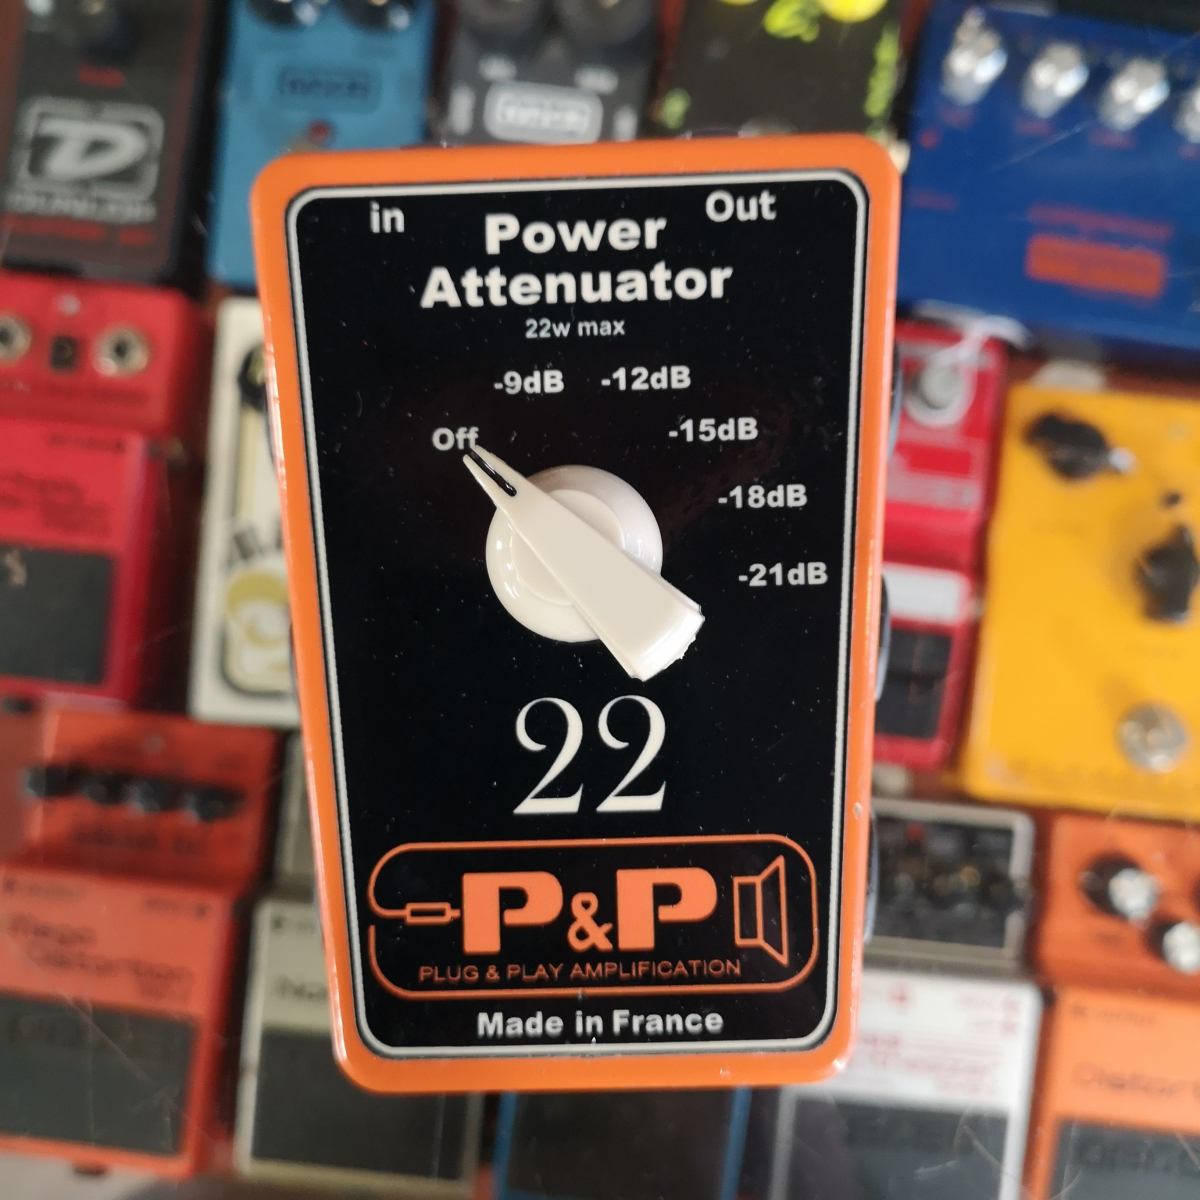 in
Out
Power
Attenuator
22w max
-9dB
-12dB
Off
-15dB
-18dB
-21dB
22
P&P
PLUG & PLAY AMPLIFICATION
Made in France